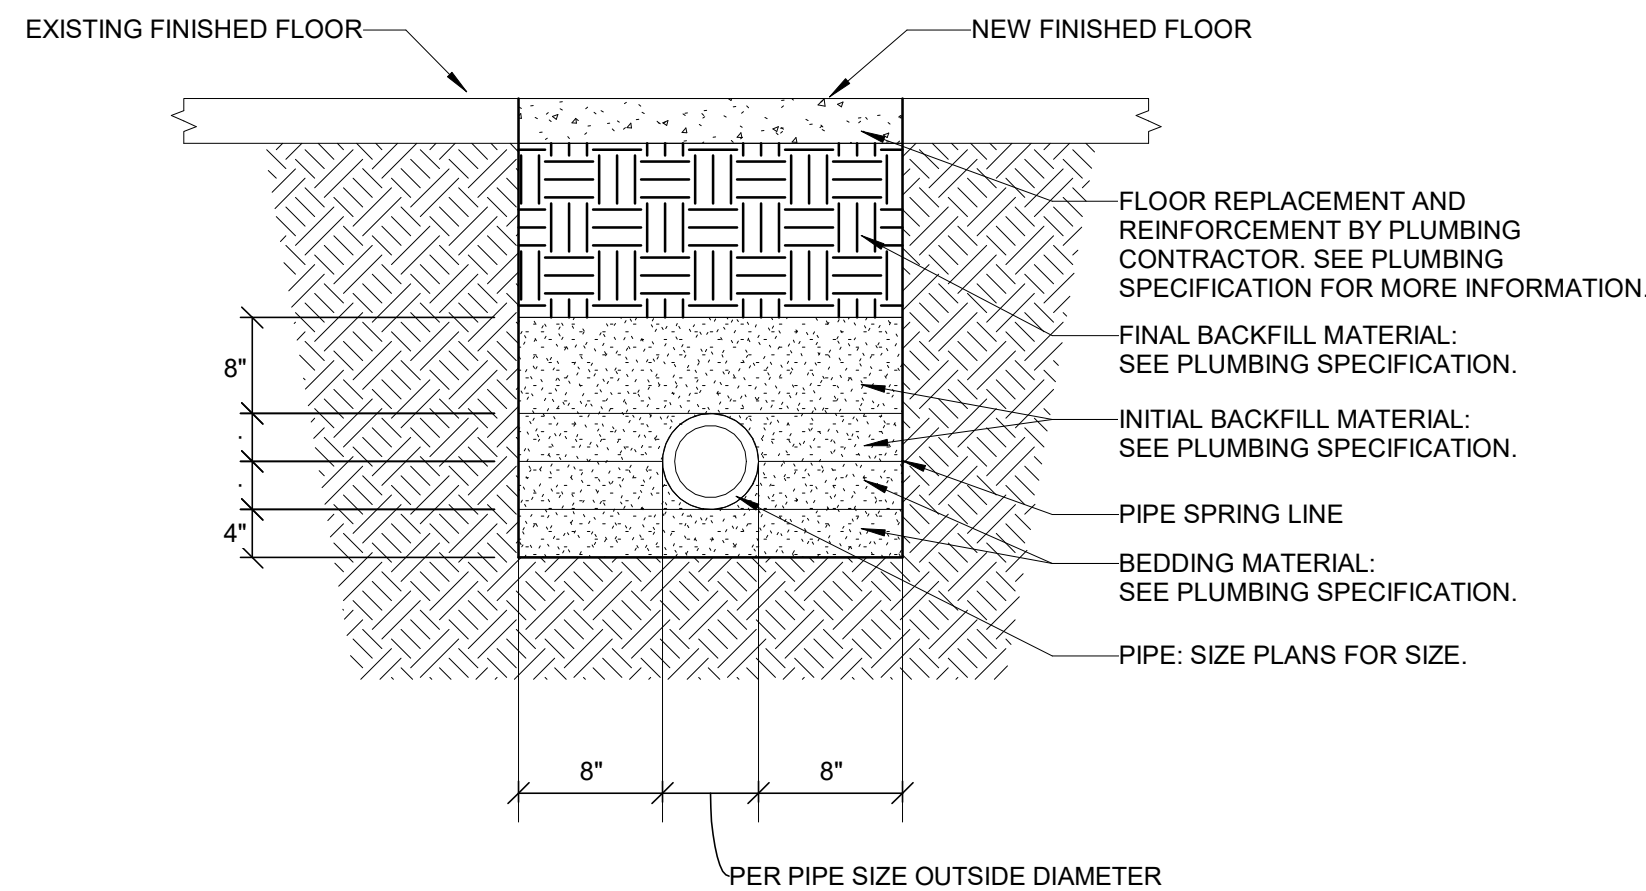 EXISTING FINISHED FLOOR
NEW FINISHED FLOOR
FLOOR REPLACEMENT AND
REINFORCEMENT BY PLUMBING
CONTRACTOR. SEE PLUMBING
SPECIFICATION FOR MORE INFORMATION.
FINAL BACKFILL MATERIAL:
SEE PLUMBING SPECIFICATION.
8"
INITIAL BACKFILL MATERIAL:
SEE PLUMBING SPECIFICATION.
.
.
4"
PIPE SPRING LINE
BEDDING MATERIAL:
SEE PLUMBING SPECIFICATION.
PIPE: SIZE PLANS FOR SIZE.
8"
8"
PER PIPE SIZE OUTSIDE DIAMETER